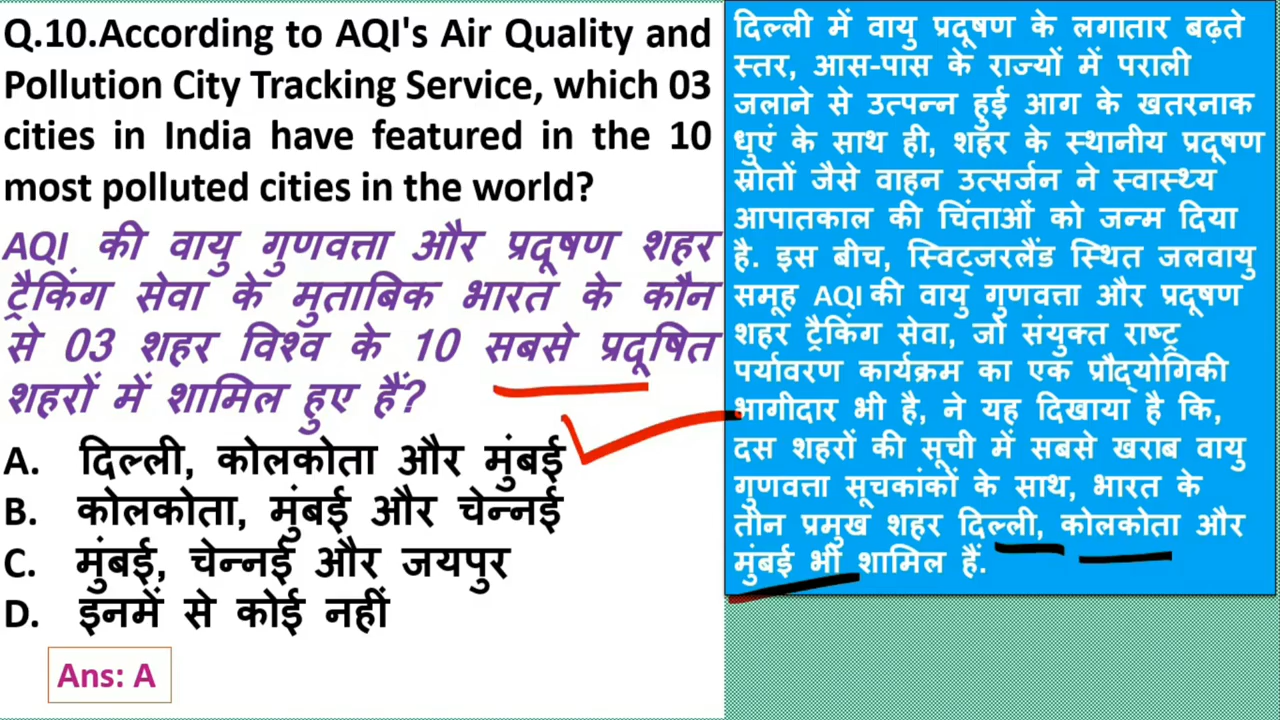 Q.10.According to AQI's Air Quality and
Pollution City Tracking Service, which 03
cities in India have featured in the 10
most polluted cities in the world?
AQI की वायु गुणवत्ता और प्रदूषण शहर
ट्रैकिंग सेवा के मुताबिक भारत के कौन
से 03 शहर विश्व के 10 सबसे प्रदूषित
शहरों में शामिल हुए हैं?
A. दिल्ली, कोलकोता और मुंबई
B. कोलकोता, मुंबई और चेन्नई
C. मुंबई, चेन्नई और जयपुर
D. इनमें से कोई नहीं
Ans: A
दिल्ली में वायु प्रदूषण के लगातार बढ़ते
स्तर, आस-पास के राज्यों में पराली
जलाने से उत्पन्न हुई आग के खतरनाक
धुएं के साथ ही, शहर के स्थानीय प्रदूषण
स्रोतों जैसे वाहन उत्सर्जन ने स्वास्थ्य
आपातकाल की चिंताओं को जन्म दिया
है. इस बीच, स्विट्जरलैंड स्थित जलवायु
समूह AQI की वायु गुणवत्ता और प्रदूषण
शहर ट्रैकिंग सेवा, जो संयुक्त राष्ट्र
पर्यावरण कार्यक्रम का एक प्रौद्योगिकी
भागीदार भी है, ने यह दिखाया है कि,
दस शहरों की सूची में सबसे खराब वायु
गुणवत्ता सूचकांकों के साथ, भारत के
तीन प्रमुख शहर दिल्ली, कोलकोता और
मुंबई भी शामिल हैं.